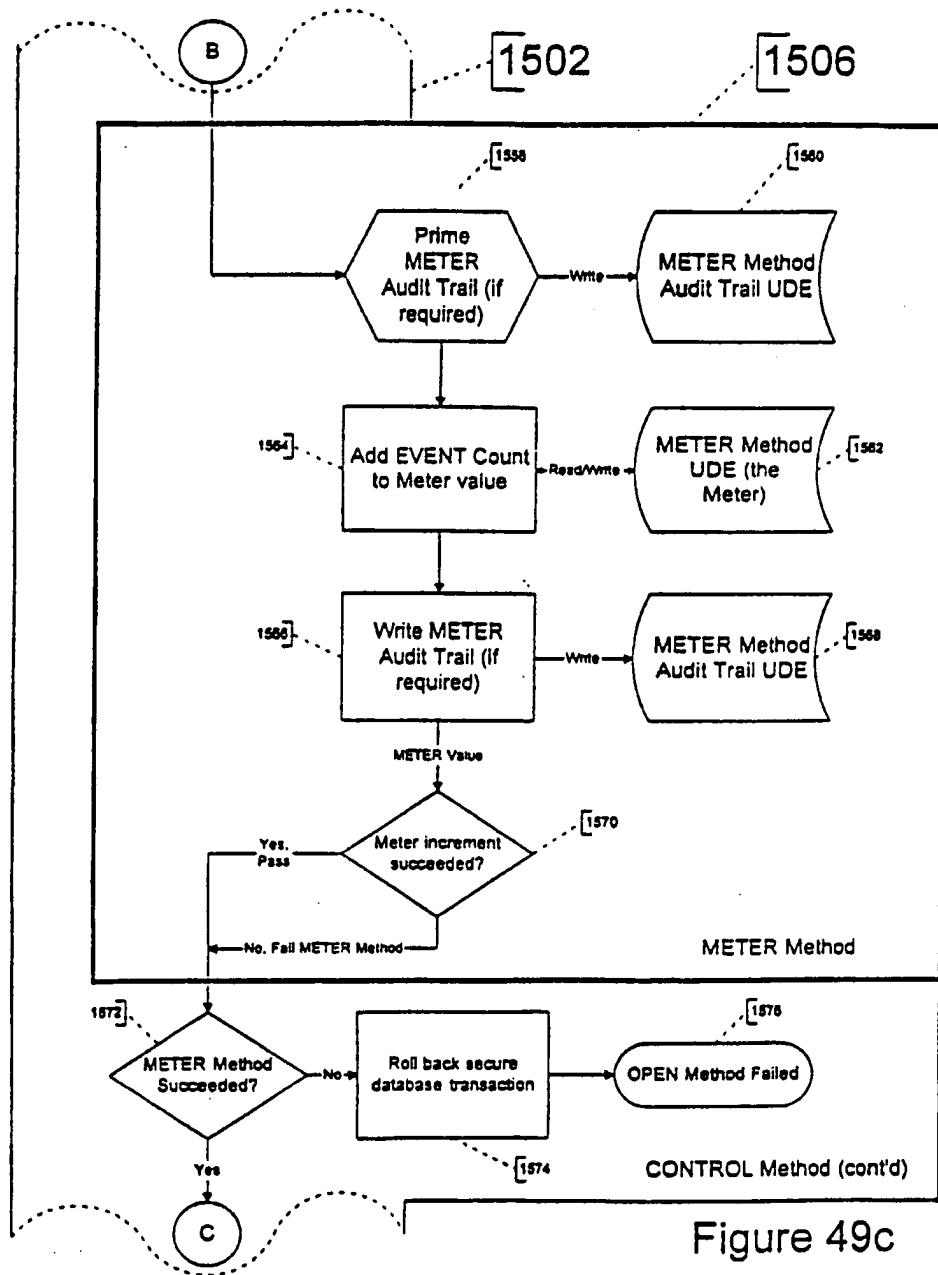 B
1502
1506
1558
1560
Prime
METER
Audit Trail (if
required)
Write
METER Method
Audit Trail UDE
1564
Add EVENT Count
to Meter value
Read/Write
METER Method
UDE (the
Meter)
1562
1566
Write METER
Audit Trail (if
required)
Write
METER Method
Audit Trail UDE
1568
METER Value
Meter increment
succeeded?
1570
Yes,
Pass
No, Fail METER Method
METER Method
1572
METER Method
Succeeded?
No
Roll back secure
database transaction
1576
OPEN Method Failed
Yes
1574
CONTROL Method (cont'd)
C
Figure 49c